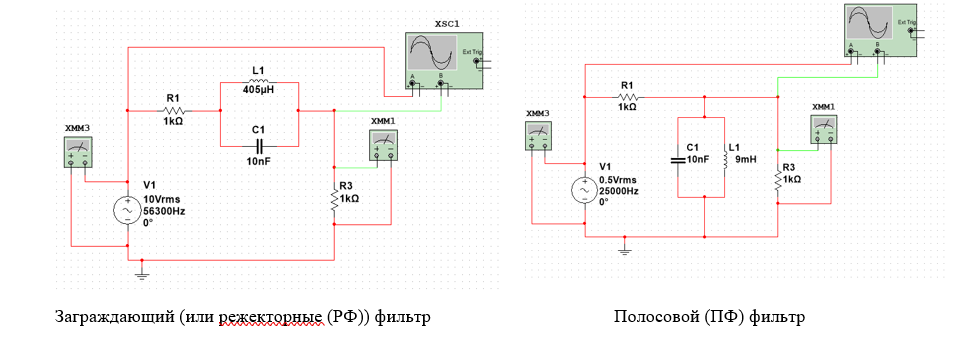 XSC1
Ext Trig
A
B
L1
405µH
R1
1kΩ
C1
10nF
XMM3
XMM1
V1
10Vrms
56300Hz
0°
R3
1kΩ
Заграждающий (или режекторные (РФ)) фильтр
Ext Trig
A
B
R1
1kΩ
XMM3
XMM1
C1
10nF
L1
9mH
V1
0.5Vrms
25000Hz
0°
R3
1kΩ
Полосовой (ПФ) фильтр